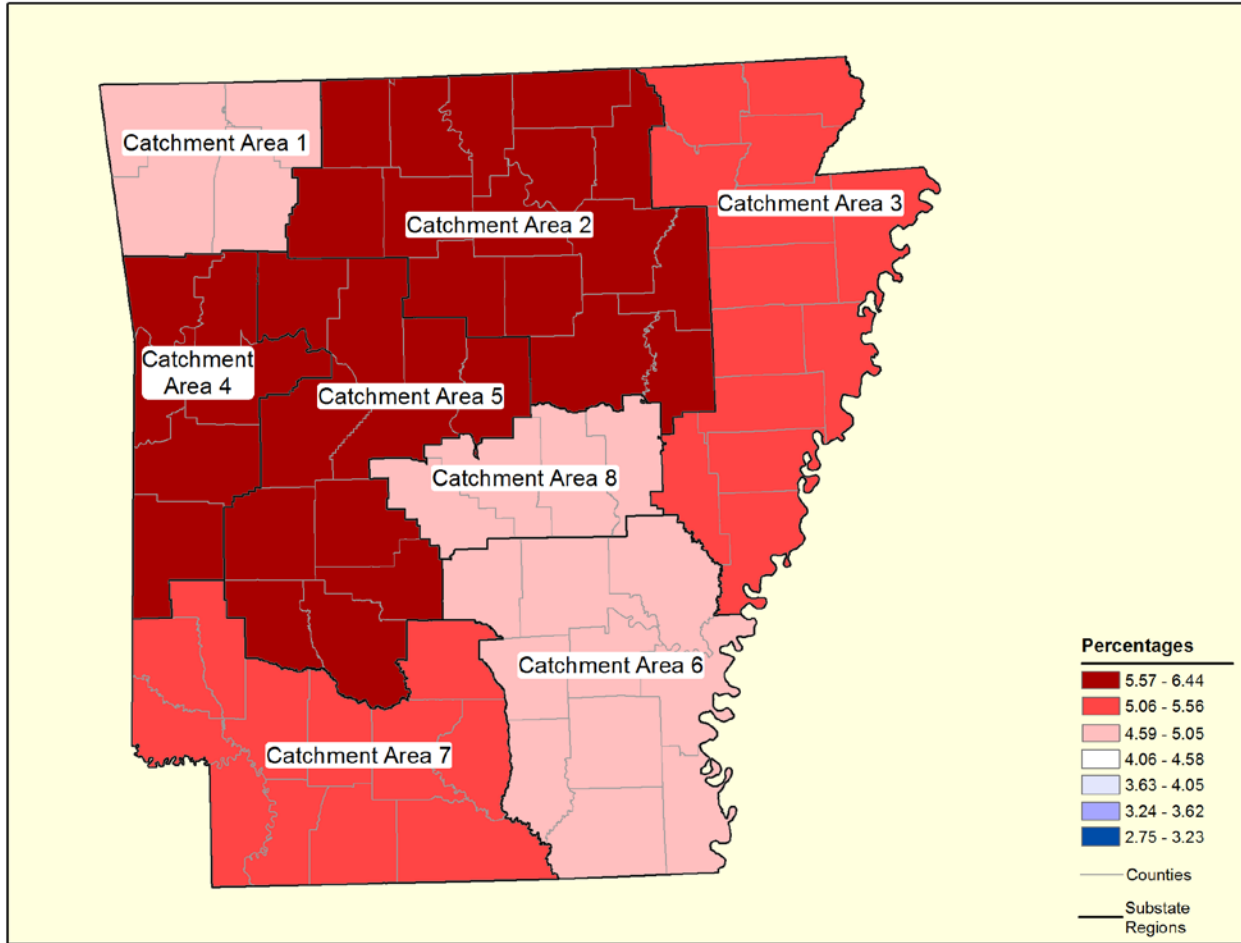 Catchment Area 1
Catchment Area 2
Catchment Area 3
Catchment
Area 4
Catchment Area 5
Catchment Area 8
Catchment Area 6
Catchment Area 7
Percentages
5.57 - 6.44
5.06 - 5.56
4.59 - 5.05
4.06 - 4.58
3.63 - 4.05
3.24 - 3.62
2.75 - 3.23
Counties
Substate
Regions